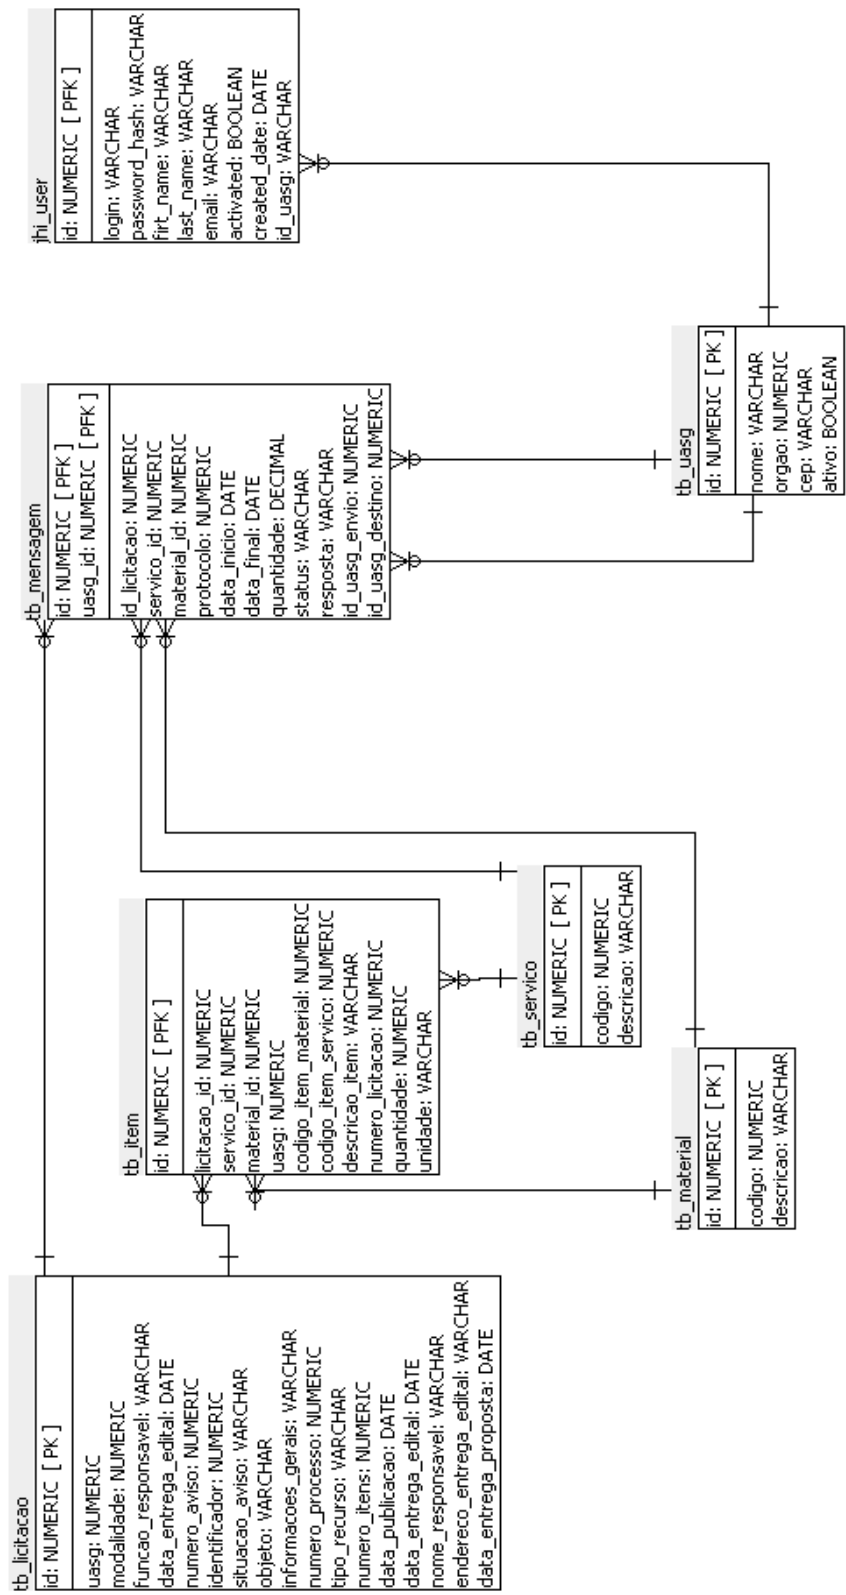 tb_licitacao
id: NUMERIC [ PK ]
uasg: NUMERIC
modalidade: NUMERIC
funcao_responsavel: VARCHAR
data_entrega_edital: DATE
numero_aviso: NUMERIC
identificador: NUMERIC
situacao_aviso: VARCHAR
objeto: VARCHAR
informacoes_gerais: VARCHAR
numero_processo: NUMERIC
tipo_recurso: VARCHAR
numero_itens: NUMERIC
data_publicacao: DATE
data_entrega_edital: DATE
nome_responsavel: VARCHAR
endereco_entrega_edital: VARCHAR
data_entrega_proposta: DATE
tb_item
id: NUMERIC [ PFK ]
licitacao_id: NUMERIC
servico_id: NUMERIC
material_id: NUMERIC
uasg: NUMERIC
codigo_item_material: NUMERIC
codigo_item_servico: NUMERIC
descricao_item: VARCHAR
numero_licitacao: NUMERIC
quantidade: NUMERIC
unidade: VARCHAR
tb_material
id: NUMERIC [ PK ]
codigo: NUMERIC
descricao: VARCHAR
tb_servico
id: NUMERIC [ PK ]
codigo: NUMERIC
descricao: VARCHAR
tb_mensagem
id: NUMERIC [ PFK ]
uasg_id: NUMERIC [ PFK ]
id_licitacao: NUMERIC
servico_id: NUMERIC
material_id: NUMERIC
protocolo: NUMERIC
data_inicio: DATE
data_final: DATE
quantidade: DECIMAL
status: VARCHAR
resposta: VARCHAR
id_uasg_envio: NUMERIC
id_uasg_destino: NUMERIC
tb_uasg
id: NUMERIC [ PK ]
nome: VARCHAR
orgao: NUMERIC
cep: VARCHAR
ativo: BOOLEAN
jhi_user
id: NUMERIC [ PFK ]
login: VARCHAR
password_hash: VARCHAR
firt_name: VARCHAR
last_name: VARCHAR
email: VARCHAR
activated: BOOLEAN
created_date: DATE
id_uasg: VARCHAR